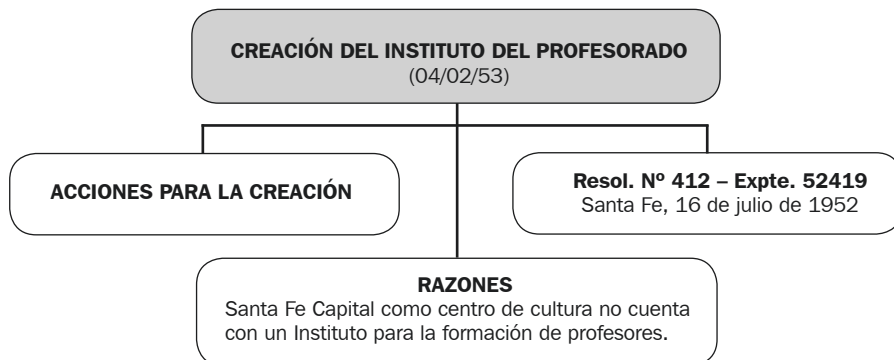 CREACIÓN DEL INSTITUTO DEL PROFESORADO
(04/02/53)
ACCIONES PARA LA CREACIÓN
Resol. Nº 412 – Expte. 52419
Santa Fe, 16 de julio de 1952
RAZONES
Santa Fe Capital como centro de cultura no cuenta
con un Instituto para la formación de profesores.